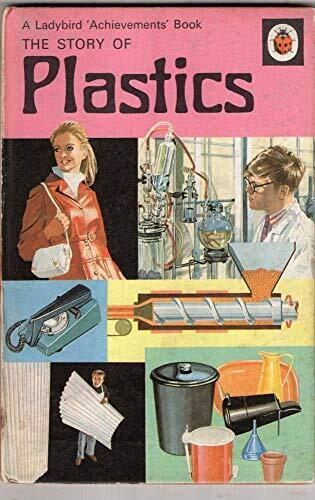 A Ladybird 'Achievements' Book
THE STORY OF
Plastics